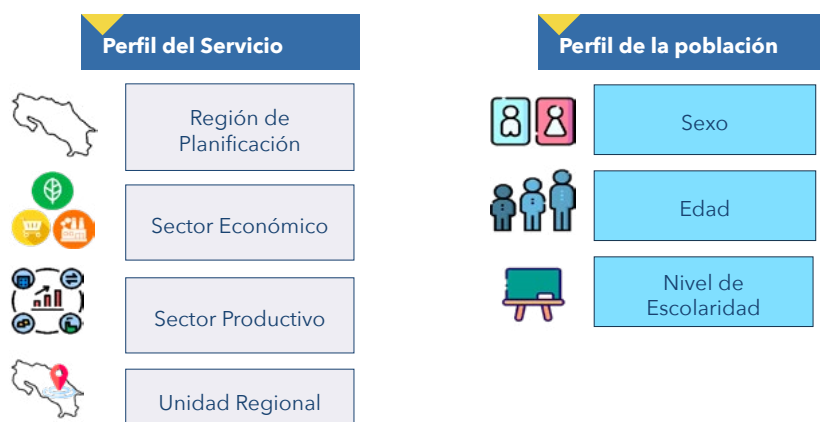 Perfil del Servicio
Región de
Planificación
Sector Económico
Sector Productivo
Unidad Regional
Perfil de la población
Sexo
Edad
Nivel de
Escolaridad